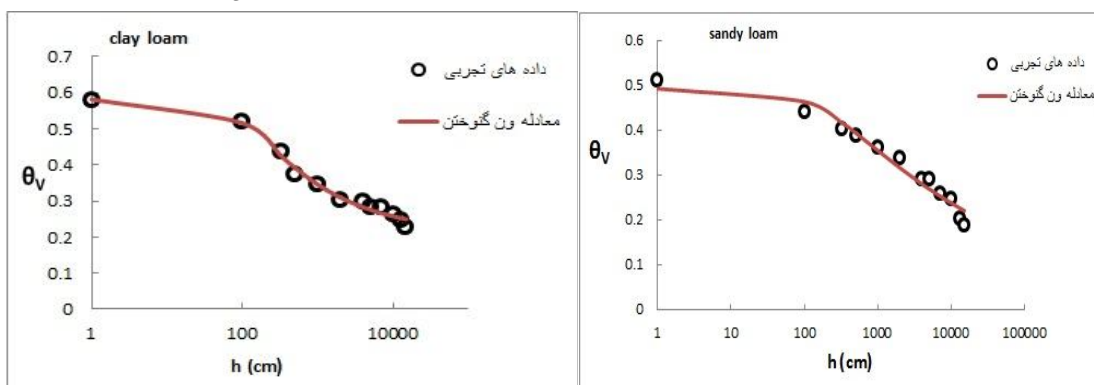 clay loam
داده های تجربی
معادله ون گنوختن
0.7
0.6
0.5
0.4
0.3
0.2
0.1
0
θV
1
100
10000
h (cm)
sandy loam
داده های تجربی
معادله ون گنوختن
0.6
0.5
0.4
0.3
0.2
0.1
0
θV
1
10
100
1000
10000
100000
h (cm)